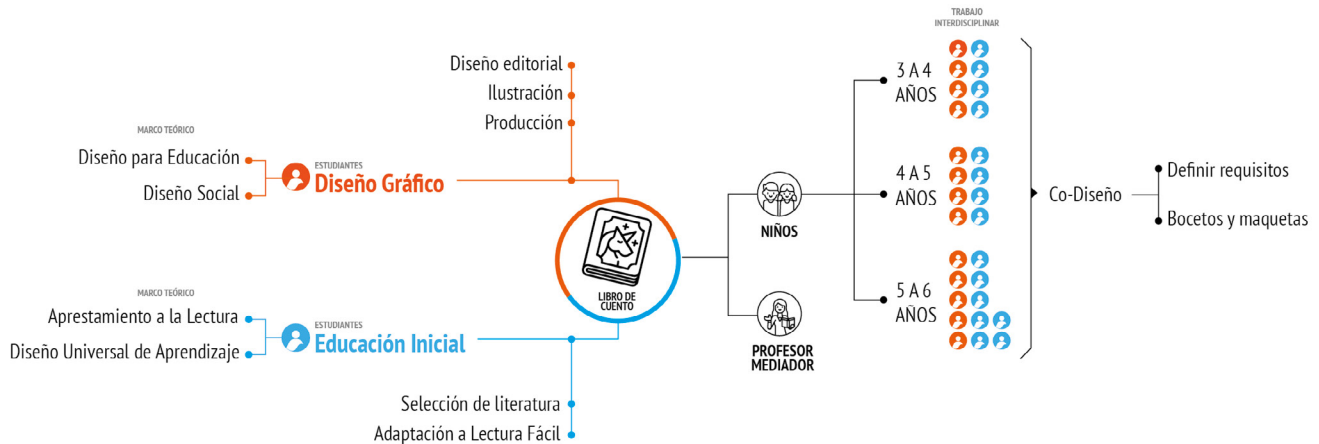 Diseño editorial
Ilustración
Producción
MARCO TEÓRICO
Diseño para Educación
Diseño Social
ESTUDIANTES
Diseño Gráfico
MARCO TEÓRICO
Aprestamiento a la Lectura
Diseño Universal de Aprendizaje
ESTUDIANTES
Educación Inicial
Selección de literatura
Adaptación a Lectura Fácil
LIBRO DE
CUENTO
NIÑOS
PROFESOR
MEDIADOR
TRABAJO
INTERDISCIPLINAR
3 A 4
AÑOS
4 A 5
AÑOS
5 A 6
AÑOS
Co-Diseño
Definir requisitos
Bocetos y maquetas